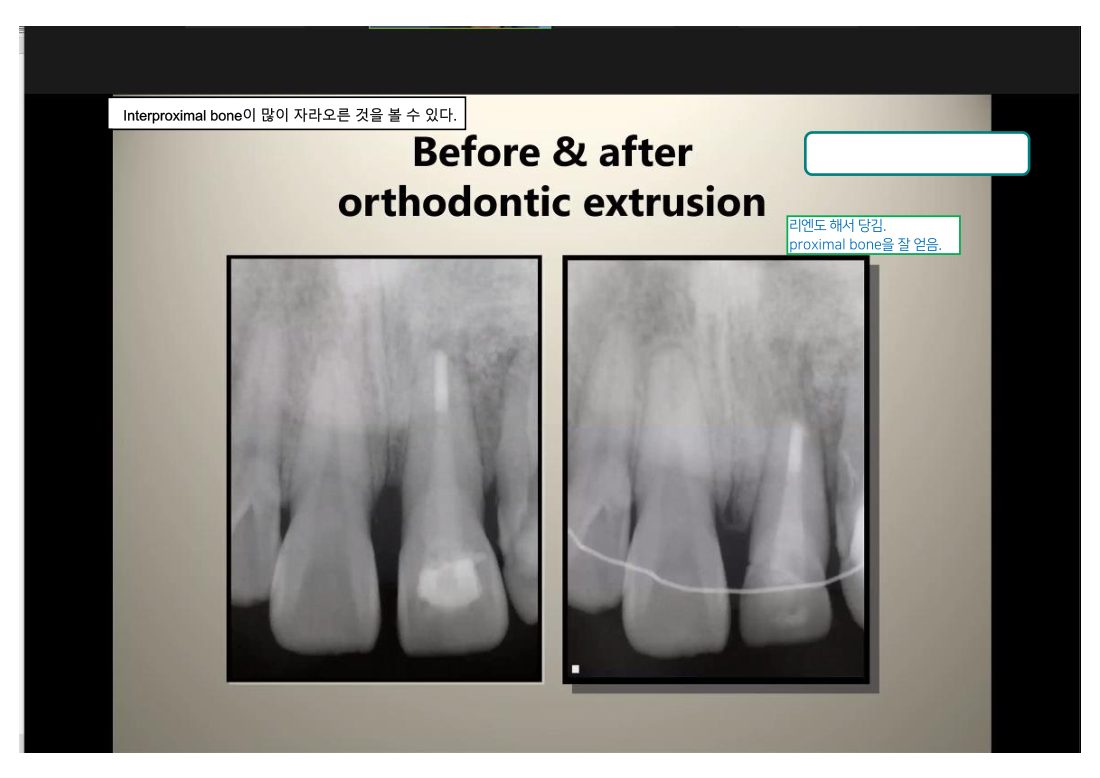 Interproximal bone이 많이 자라오른 것을 볼 수 있다.
Before & after
orthodontic extrusion
리엔도 해서 당김.
proximal bone을 잘 얻음.